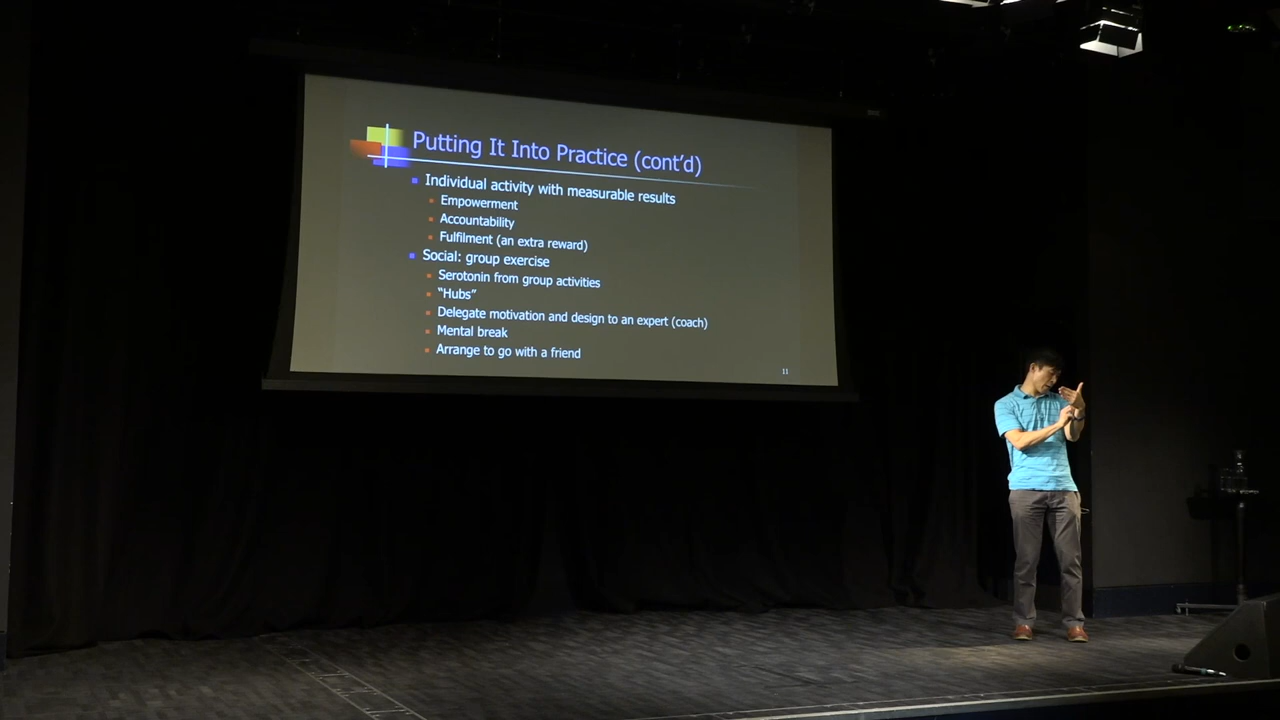 Putting It Into Practice (cont'd)
Individual activity with measurable results
Empowerment
Accountability
Fulfilment (an extra reward)
Social: group exercise
Serotonin from group activities
“Hubs”
Delegate motivation and design to an expert (coach)
Mental break
Arrange to go with a friend
11